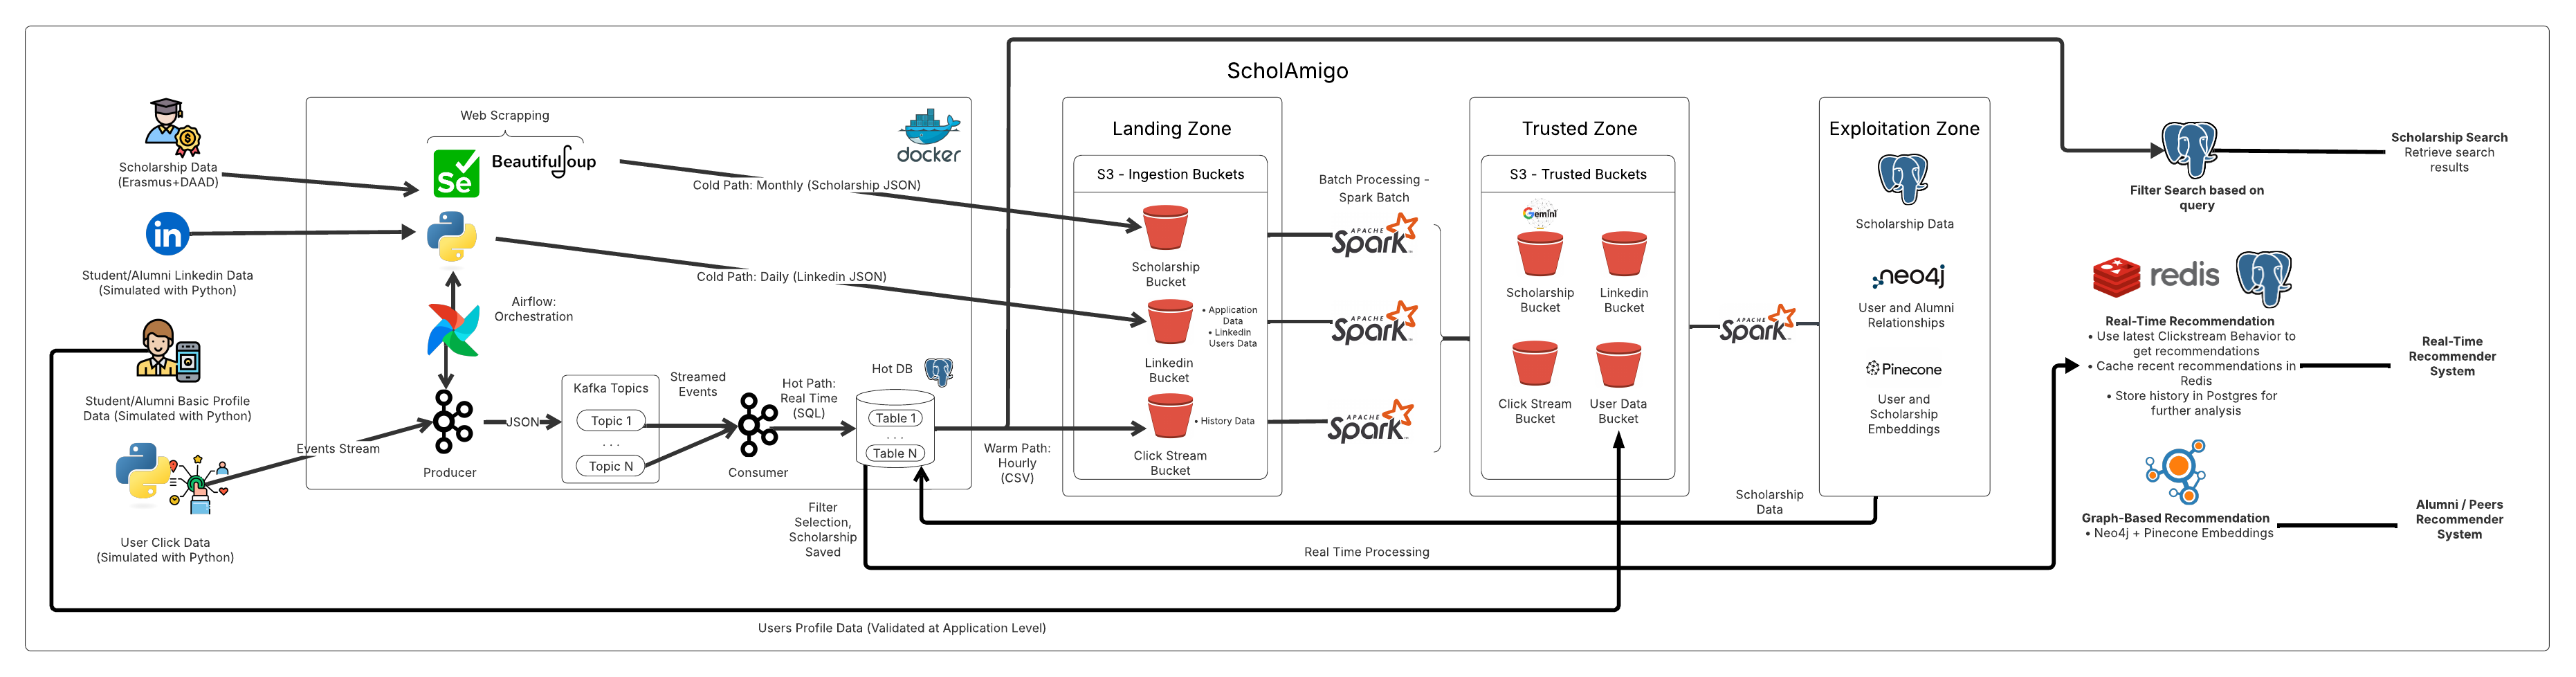 ScholAmigo
Scholarship Data
(Erasmus+DAAD)
in
Student/Alumni Linkedin Data
(Simulated with Python)
Student/Alumni Basic Profile
Data (Simulated with Python)
User Click Data
(Simulated with Python)
Events Stream
Web Scrapping
Se
BeautifulSoup
docker
Airflow:
Orchestration
Producer
JSON
Kafka Topics
Topic 1
. . .
Topic N
Streamed
Events
Consumer
Hot Path:
Real Time
(SQL)
Hot DB
Table 1
. . .
Table N
Cold Path: Monthly (Scholarship JSON)
Cold Path: Daily (Linkedin JSON)
Warm Path:
Hourly
(CSV)
Filter
Selection,
Scholarship
Saved
Landing Zone
S3 - Ingestion Buckets
Scholarship
Bucket
• Application
Data
• Linkedin
Users Data
Linkedin
Bucket
• History Data
Click Stream
Bucket
Batch Processing -
Spark Batch
APACHE
Spark
APACHE
Spark
APACHE
Spark
Trusted Zone
S3 - Trusted Buckets
Gemini
Scholarship
Bucket
Linkedin
Bucket
Click Stream
Bucket
User Data
Bucket
APACHE
Spark
Exploitation Zone
Scholarship Data
neo4j
User and Alumni
Relationships
Pinecone
User and
Scholarship
Embeddings
Scholarship
Data
Real Time Processing
Users Profile Data (Validated at Application Level)
Filter Search based on
query
Scholarship Search
Retrieve search
results
redis
Real-Time Recommendation
• Use latest Clickstream Behavior to
get recommendations
• Cache recent recommendations in
Redis
• Store history in Postgres for
further analysis
Real-Time
Recommender
System
Graph-Based Recommendation
• Neo4j + Pinecone Embeddings
Alumni / Peers
Recommender
System